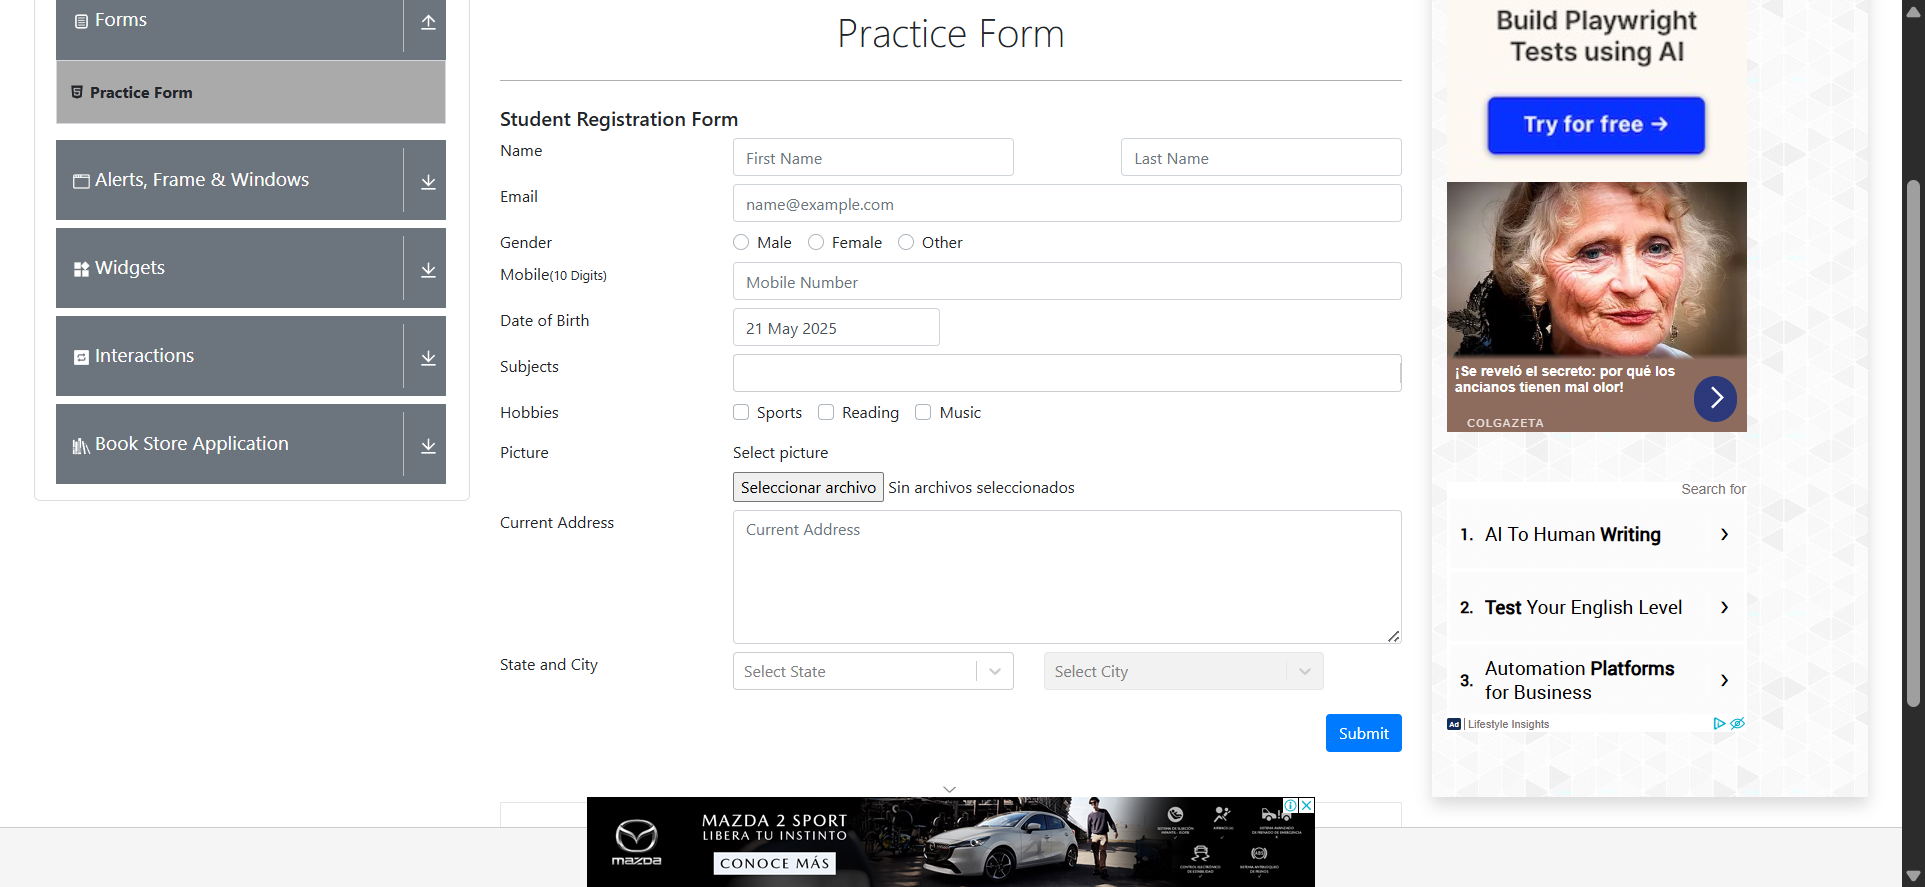 Forms
Practice Form
Alerts, Frame & Windows
Widgets
Interactions
Book Store Application
Practice Form
Student Registration Form
Name
First Name
Last Name
Email
name@example.com
Gender
Male
Female
Other
Mobile(10 Digits)
Mobile Number
Date of Birth
21 May 2025
Subjects
Hobbies
Sports
Reading
Music
Picture
Select picture
Seleccionar archivo Sin archivos seleccionados
Current Address
Current Address
State and City
Select State
Select City
Submit
Build Playwright
Tests using AI
Try for free →
¡Se reveló el secreto: por qué los
ancianos tienen mal olor!
COLGAZETA
Search for
1. AI To Human Writing
2. Test Your English Level
3. Automation Platforms
for Business
Ad | Lifestyle Insights
mazda
MAZDA 2 SPORT
LIBERA TU INSTINTO
CONOCE MÁS